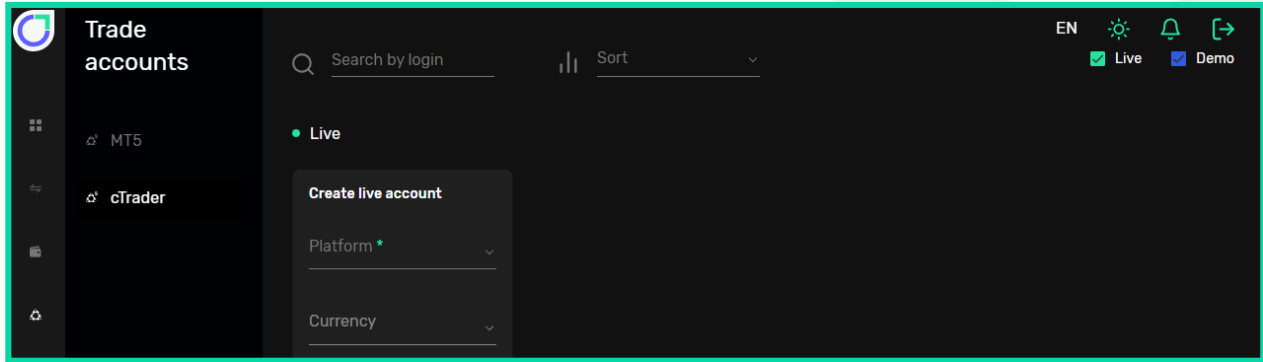 Trade
accounts
MT5
cTrader
Search by login
Sort
EN
Live
Demo
Live
Create live account
Platform *
Currency